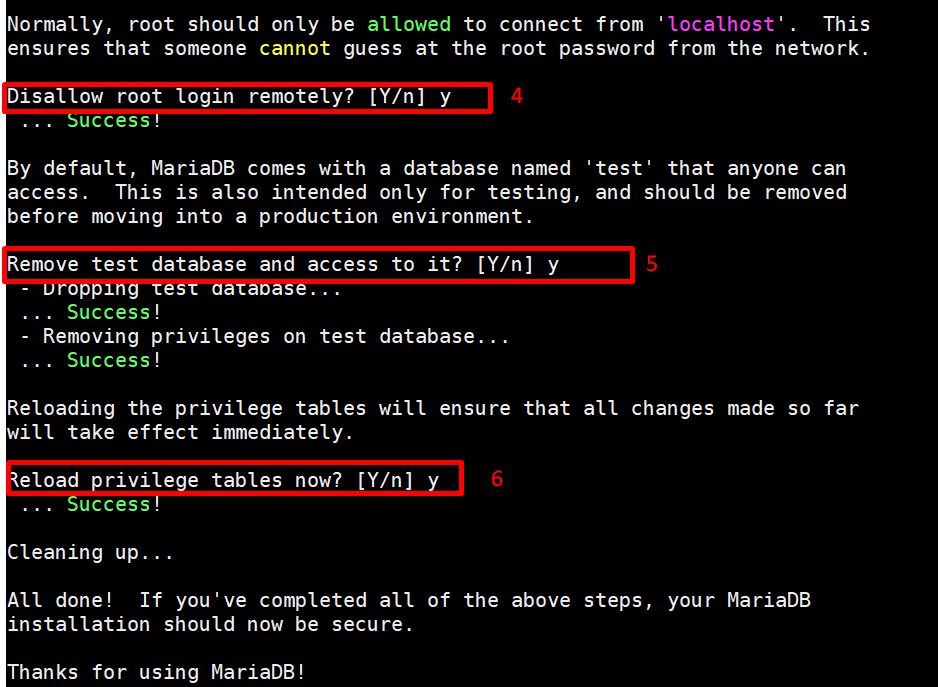 Normally, root should only be allowed to connect from 'localhost'.  This
ensures that someone cannot guess at the root password from the network.
Disallow root login remotely? [Y/n] y 4
 ... Success!
By default, MariaDB comes with a database named 'test' that anyone can
access.  This is also intended only for testing, and should be removed
before moving into a production environment.
Remove test database and access to it? [Y/n] y 5
 - Dropping test database...
 ... Success!
 - Removing privileges on test database...
 ... Success!
Reloading the privilege tables will ensure that all changes made so far
will take effect immediately.
Reload privilege tables now? [Y/n] y 6
 ... Success!
Cleaning up...
All done!  If you've completed all of the above steps, your MariaDB
installation should now be secure.
Thanks for using MariaDB!